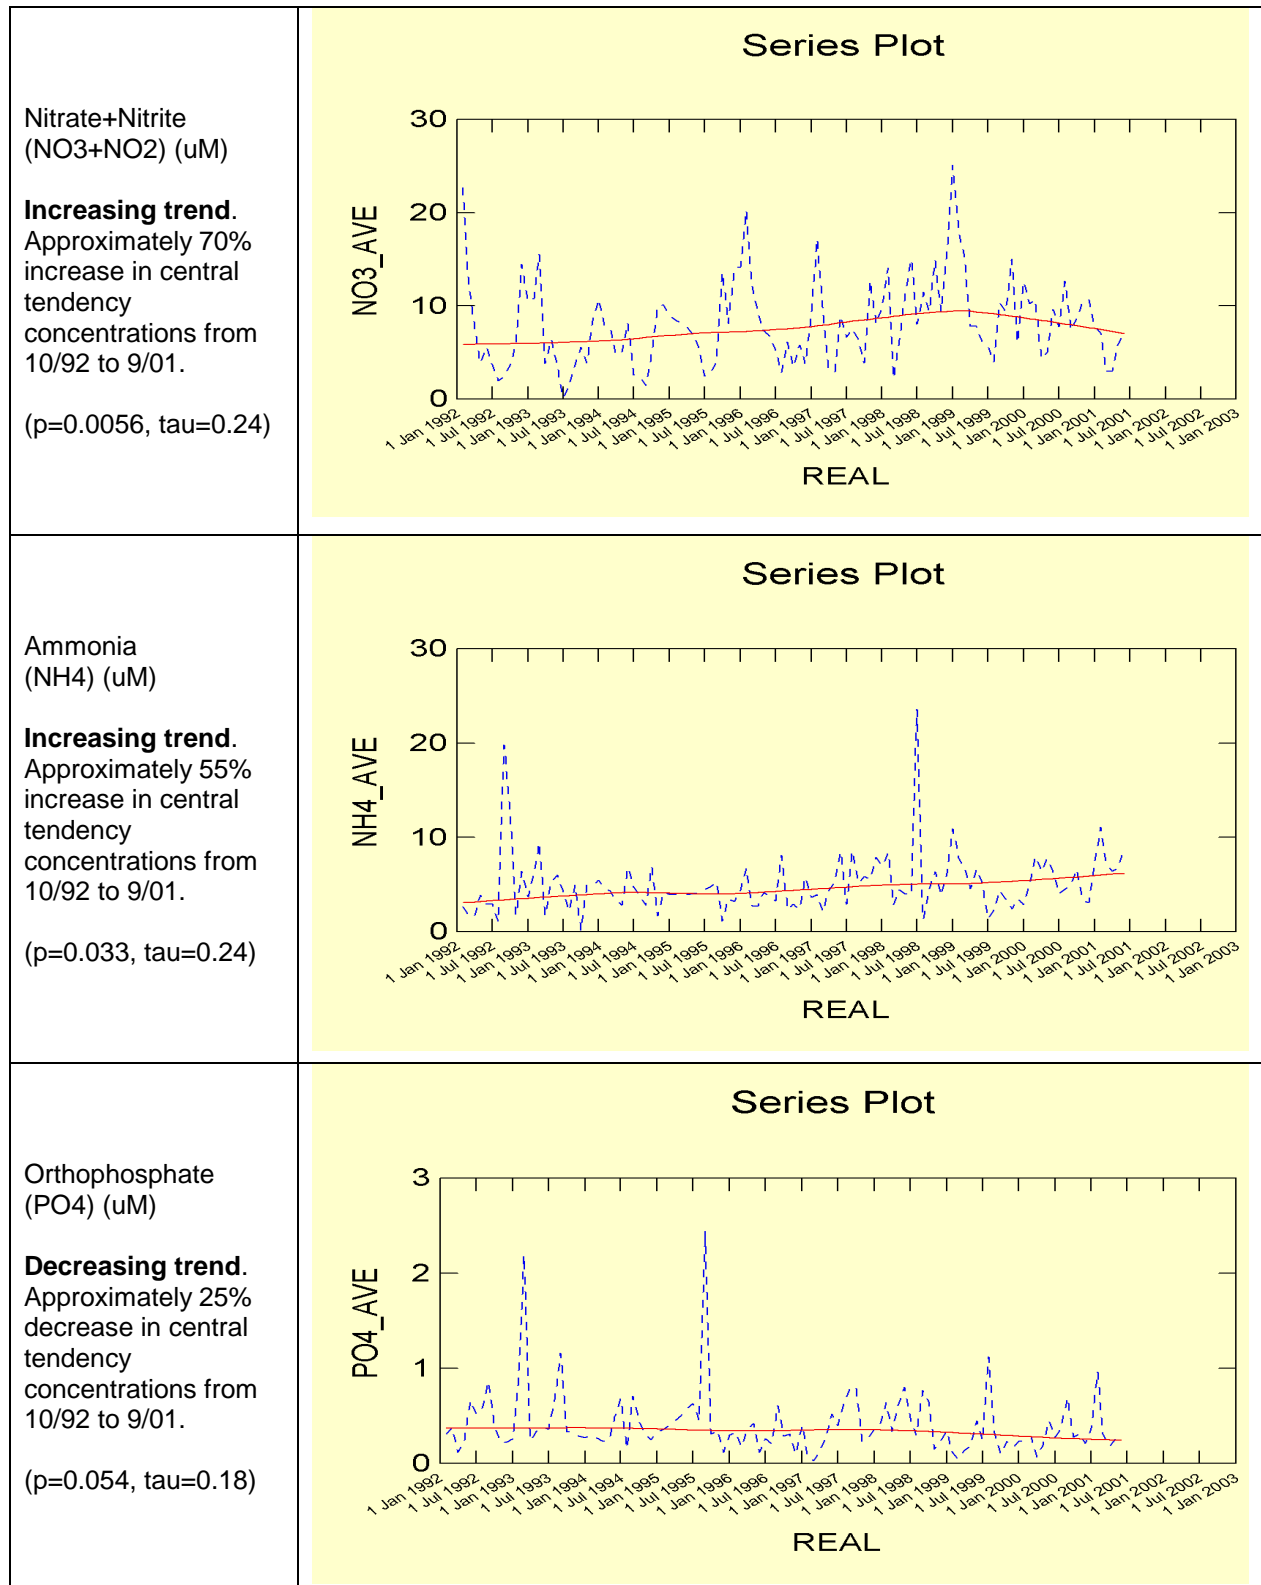 Nitrate+Nitrite
(NO3+NO2) (uM)
Increasing trend.
Approximately 70%
increase in central
tendency
concentrations from
10/92 to 9/01.
(p=0.0056, tau=0.24)
Series Plot
30
20
10
0
NO3_AVE
1 Jan 1992
1 Jul 1992
1 Jan 1993
1 Jul 1993
1 Jan 1994
1 Jul 1994
1 Jan 1995
1 Jul 1995
1 Jan 1996
1 Jul 1996
1 Jan 1997
1 Jul 1997
1 Jan 1998
1 Jul 1998
1 Jan 1999
1 Jul 1999
1 Jan 2000
1 Jul 2000
1 Jan 2001
1 Jul 2001
1 Jan 2002
1 Jul 2002
1 Jan 2003
REAL
Ammonia
(NH4) (uM)
Increasing trend.
Approximately 55%
increase in central
tendency
concentrations from
10/92 to 9/01.
(p=0.033, tau=0.24)
Series Plot
30
20
10
0
NH4_AVE
1 Jan 1992
1 Jul 1992
1 Jan 1993
1 Jul 1993
1 Jan 1994
1 Jul 1994
1 Jan 1995
1 Jul 1995
1 Jan 1996
1 Jul 1996
1 Jan 1997
1 Jul 1997
1 Jan 1998
1 Jul 1998
1 Jan 1999
1 Jul 1999
1 Jan 2000
1 Jul 2000
1 Jan 2001
1 Jul 2001
1 Jan 2002
1 Jul 2002
1 Jan 2003
REAL
Orthophosphate
(PO4) (uM)
Decreasing trend.
Approximately 25%
decrease in central
tendency
concentrations from
10/92 to 9/01.
(p=0.054, tau=0.18)
Series Plot
3
2
1
0
PO4_AVE
1 Jan 1992
1 Jul 1992
1 Jan 1993
1 Jul 1993
1 Jan 1994
1 Jul 1994
1 Jan 1995
1 Jul 1995
1 Jan 1996
1 Jul 1996
1 Jan 1997
1 Jul 1997
1 Jan 1998
1 Jul 1998
1 Jan 1999
1 Jul 1999
1 Jan 2000
1 Jul 2000
1 Jan 2001
1 Jul 2001
1 Jan 2002
1 Jul 2002
1 Jan 2003
REAL